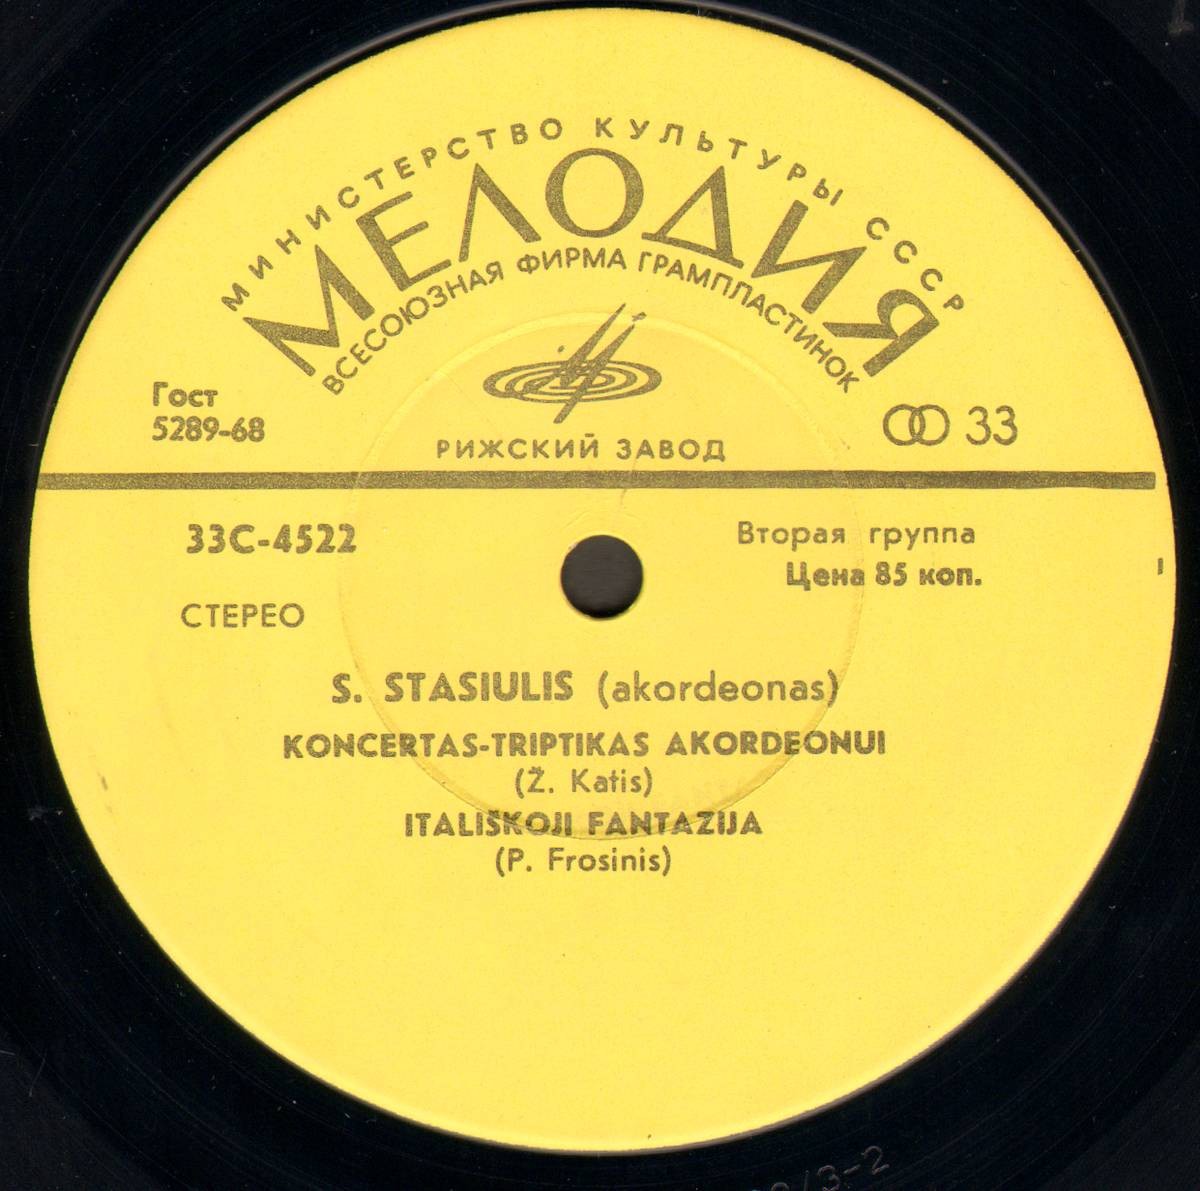 МИНИСТЕРСТВО КУЛЬТУРЫ СССР
МЕЛОДИЯ
ВСЕСОЮЗНАЯ ФИРМА ГРАМПЛАСТИНОК
Гост
5289-68
33
РИЖСКИЙ ЗАВОД
33С-4522
Вторая группа
Цена 85 коп.
СТЕРЕО
S. STASIULIS (akordeonas)
KONCERTAS-TRIPTIKAS AKORDEONUI
(Ž. Katis)
ITALIŠKOJI FANTAZIJA
(P. Frosinis)